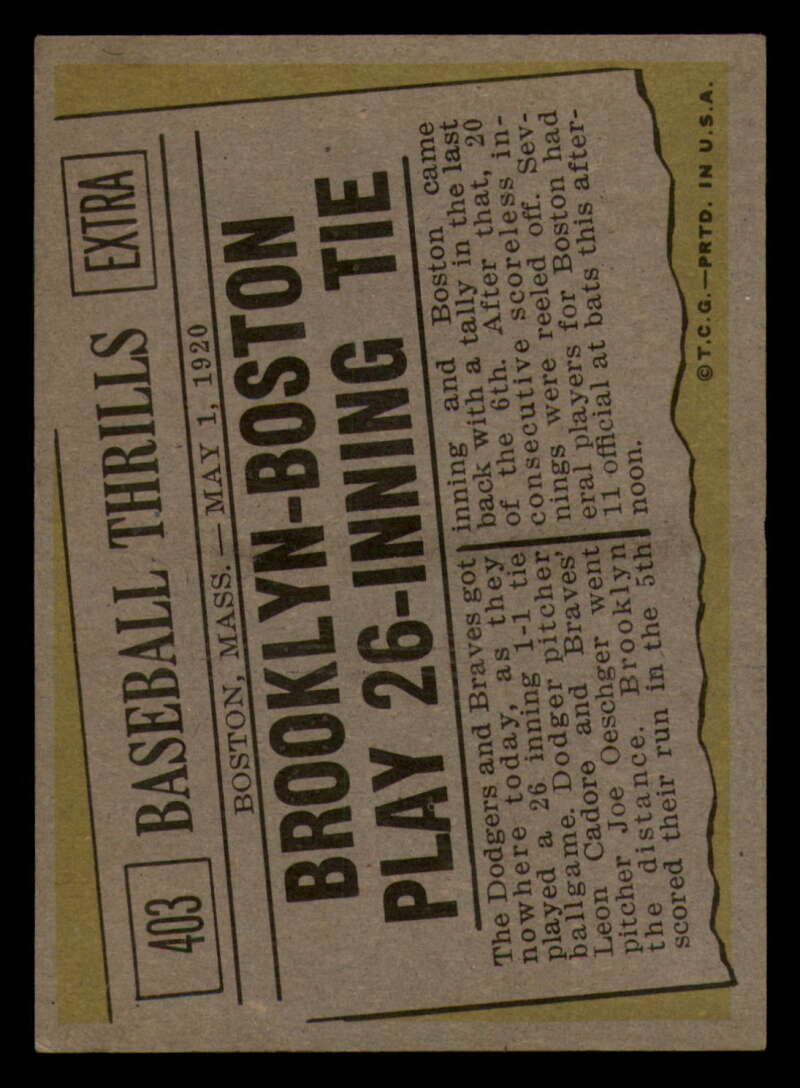 403
BASEBALL THRILLS
EXTRA
BOSTON, MASS. — MAY 1, 1920
BROOKLYN-BOSTON
PLAY 26-INNING TIE
The Dodgers and Braves got
nowhere today, as they
played a 26 inning 1-1 tie
ballgame. Dodger pitcher
Leon Cadore and Braves'
pitcher Joe Oeschger went
the distance. Brooklyn
scored their run in the 5th
inning and Boston came
back with a tally in the last
of the 6th. After that, 20
consecutive scoreless in-
nings were reeled off. Sev-
eral players for Boston had
11 official at bats this after-
noon.
©T.C.G.—PRTD. IN U.S.A.